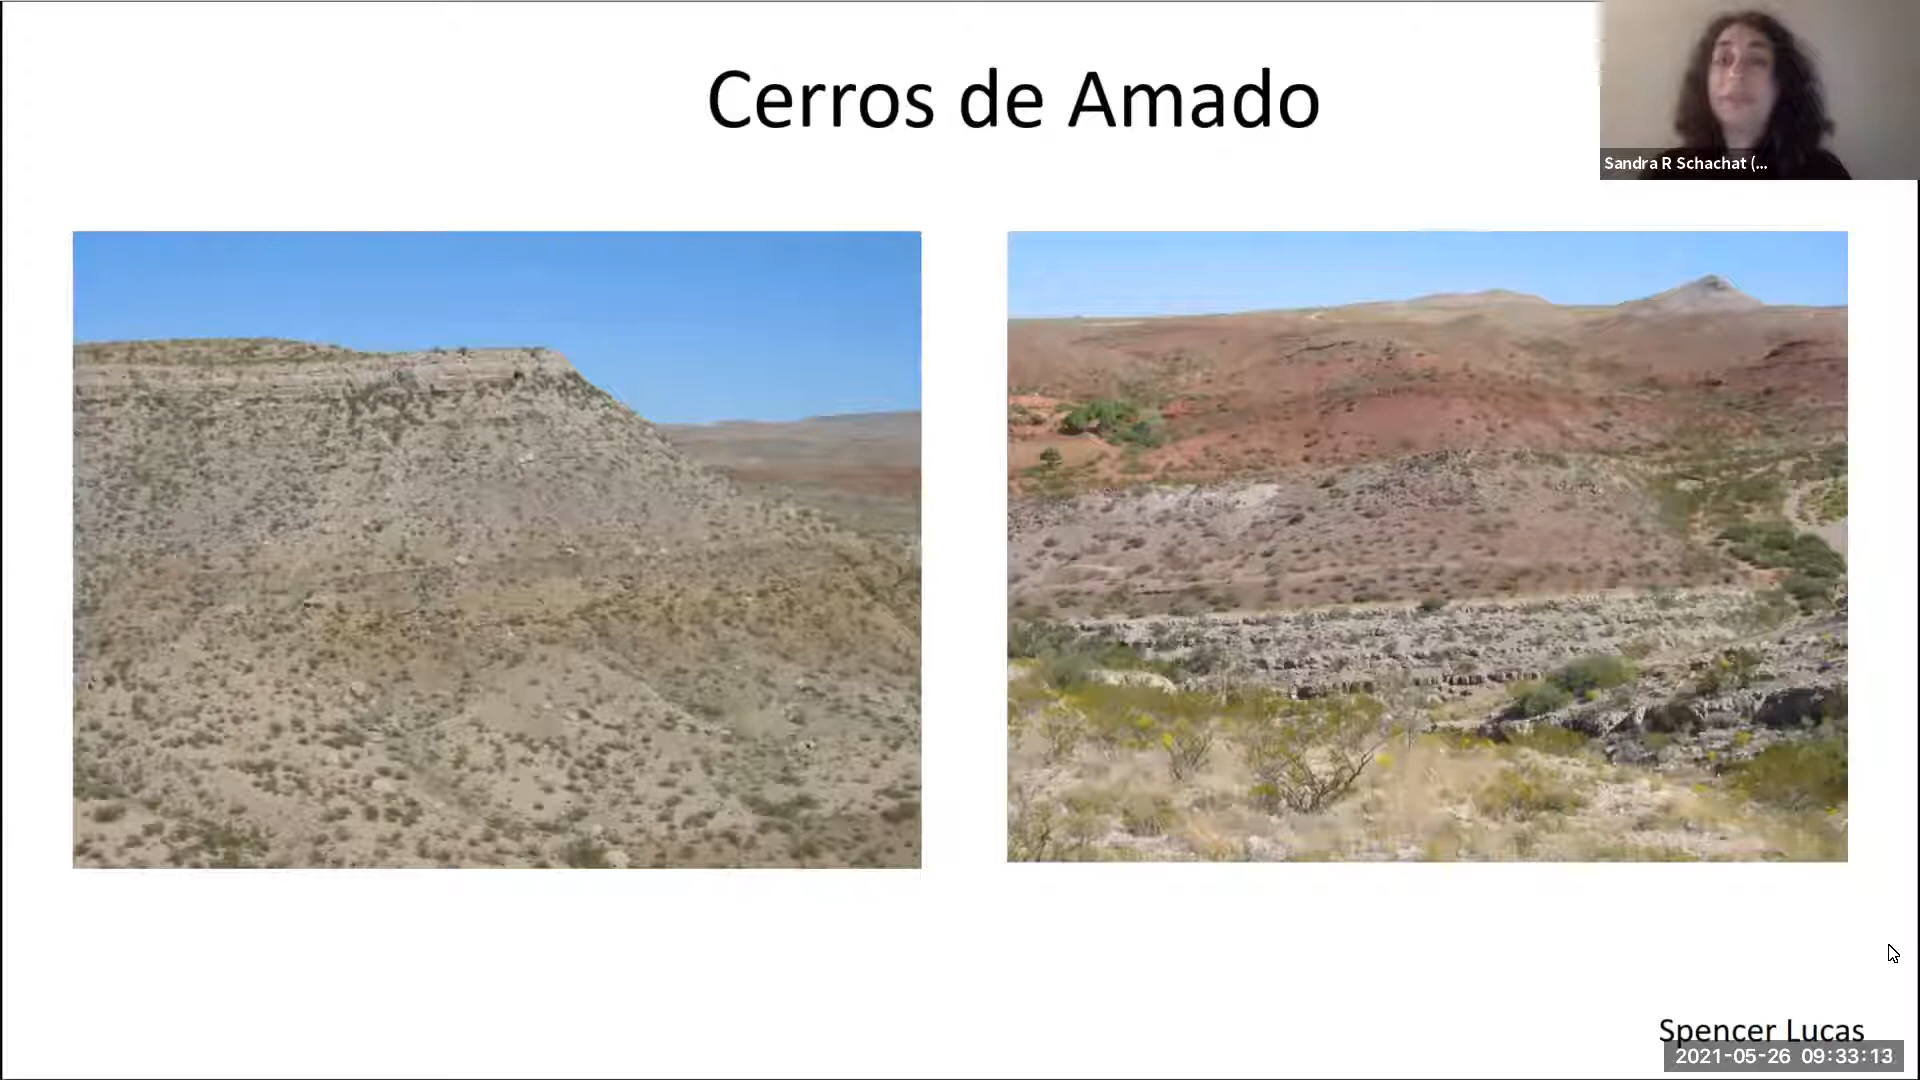 Cerros de Amado
Sandra R Schachat (...
Spencer Lucas
2021-05-26 09:33:13